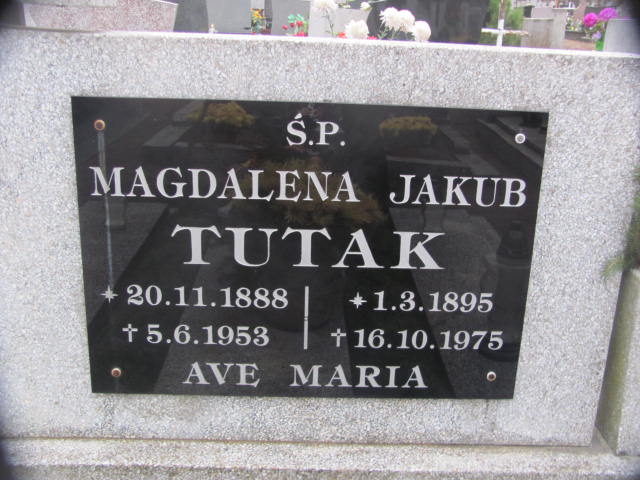 Ś.P.
MAGDALENA JAKUB
TUTAK
* 20.11.1888 | * 1.3.1895
† 5.6.1953 | † 16.10.1975
AVE MARIA